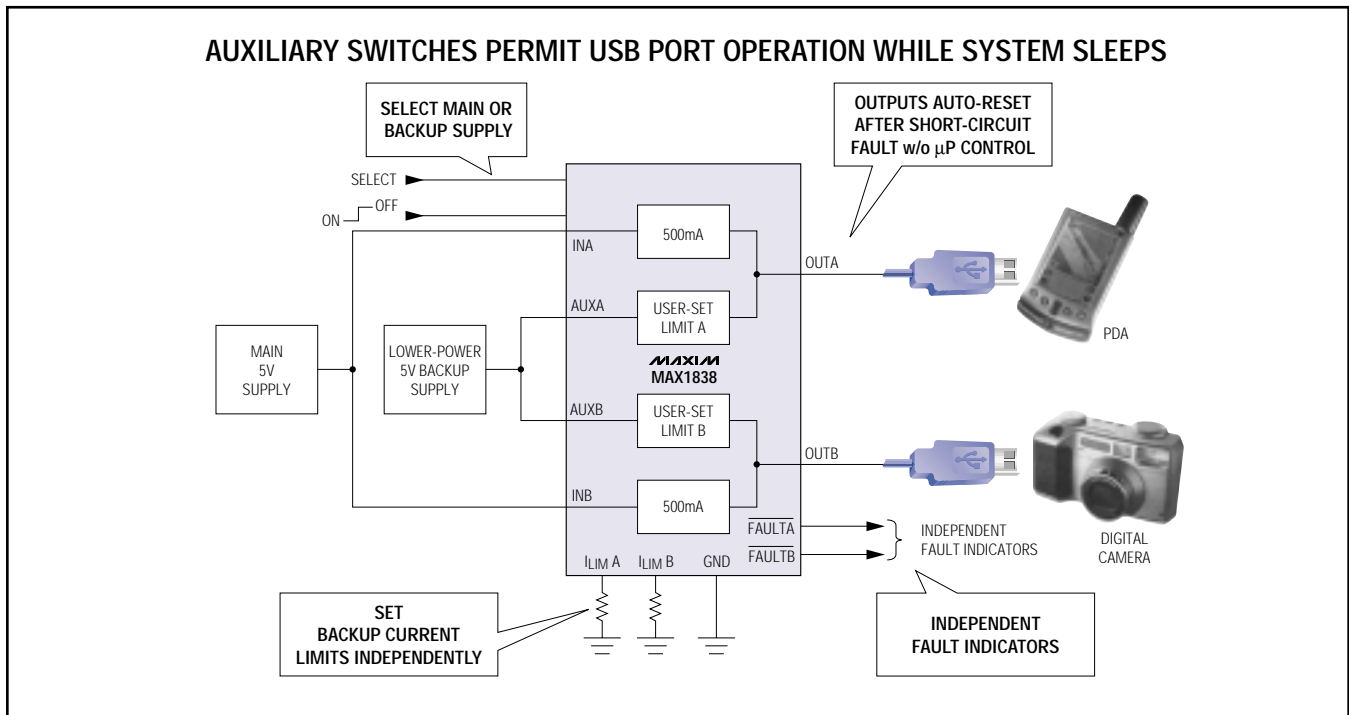 AUXILIARY SWITCHES PERMIT USB PORT OPERATION WHILE SYSTEM SLEEPS
SELECT MAIN OR
BACKUP SUPPLY
OUTPUTS AUTO-RESET
AFTER SHORT-CIRCUIT
FAULT w/o µP CONTROL
SELECT
ON
OFF
INA
500mA
OUTA
PDA
AUXA
USER-SET
LIMIT A
MAIN
5V
SUPPLY
LOWER-POWER
5V BACKUP
SUPPLY
MAXIM
MAX1838
AUXB
USER-SET
LIMIT B
OUTB
INB
500mA
FAULTA
FAULTB
INDEPENDENT
FAULT INDICATORS
DIGITAL
CAMERA
ILIM A
ILIM B
GND
SET
BACKUP CURRENT
LIMITS INDEPENDENTLY
INDEPENDENT
FAULT INDICATORS